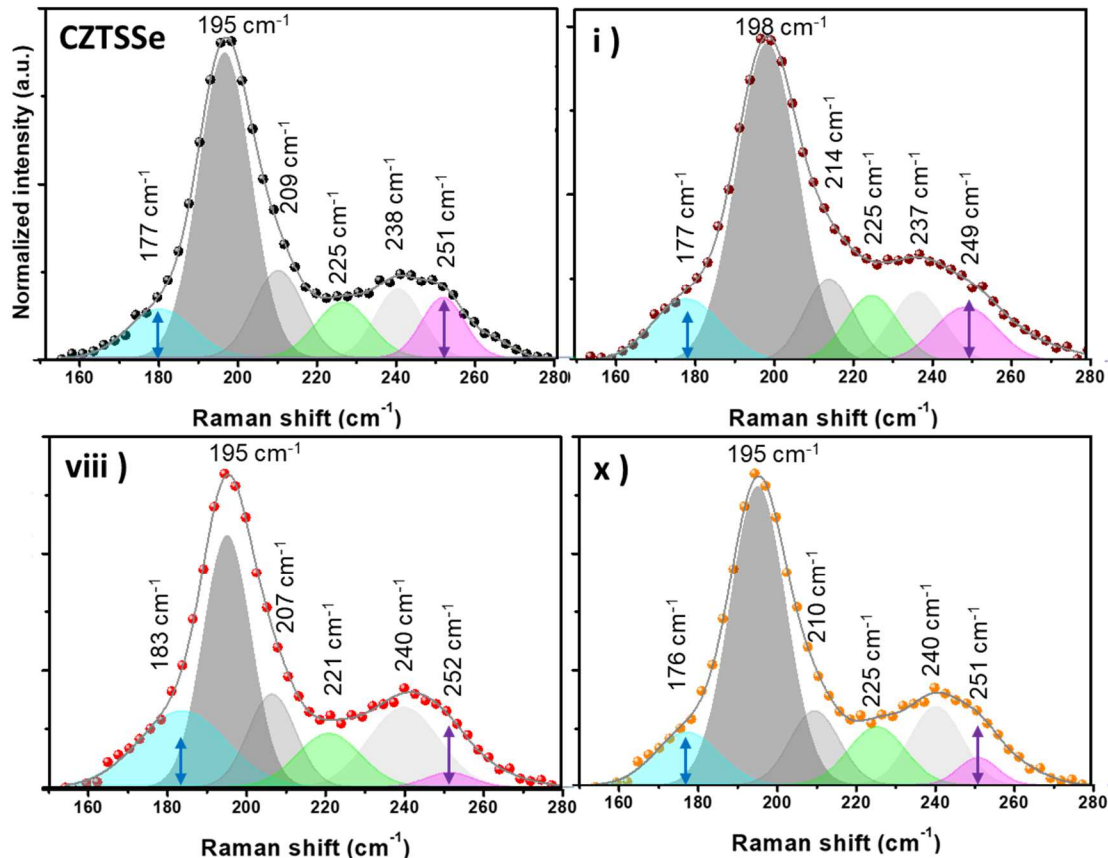 CZTSSe
195 cm⁻¹
177 cm⁻¹
209 cm⁻¹
225 cm⁻¹
238 cm⁻¹
251 cm⁻¹
Normalized intensity (a.u.)
160 180 200 220 240 260 280
Raman shift (cm⁻¹)
i )
198 cm⁻¹
177 cm⁻¹
214 cm⁻¹
225 cm⁻¹
237 cm⁻¹
249 cm⁻¹
160 180 200 220 240 260 280
Raman shift (cm⁻¹)
viii )
195 cm⁻¹
183 cm⁻¹
207 cm⁻¹
221 cm⁻¹
240 cm⁻¹
252 cm⁻¹
160 180 200 220 240 260 280
Raman shift (cm⁻¹)
x )
195 cm⁻¹
176 cm⁻¹
210 cm⁻¹
225 cm⁻¹
240 cm⁻¹
251 cm⁻¹
160 180 200 220 240 260 280
Raman shift (cm⁻¹)